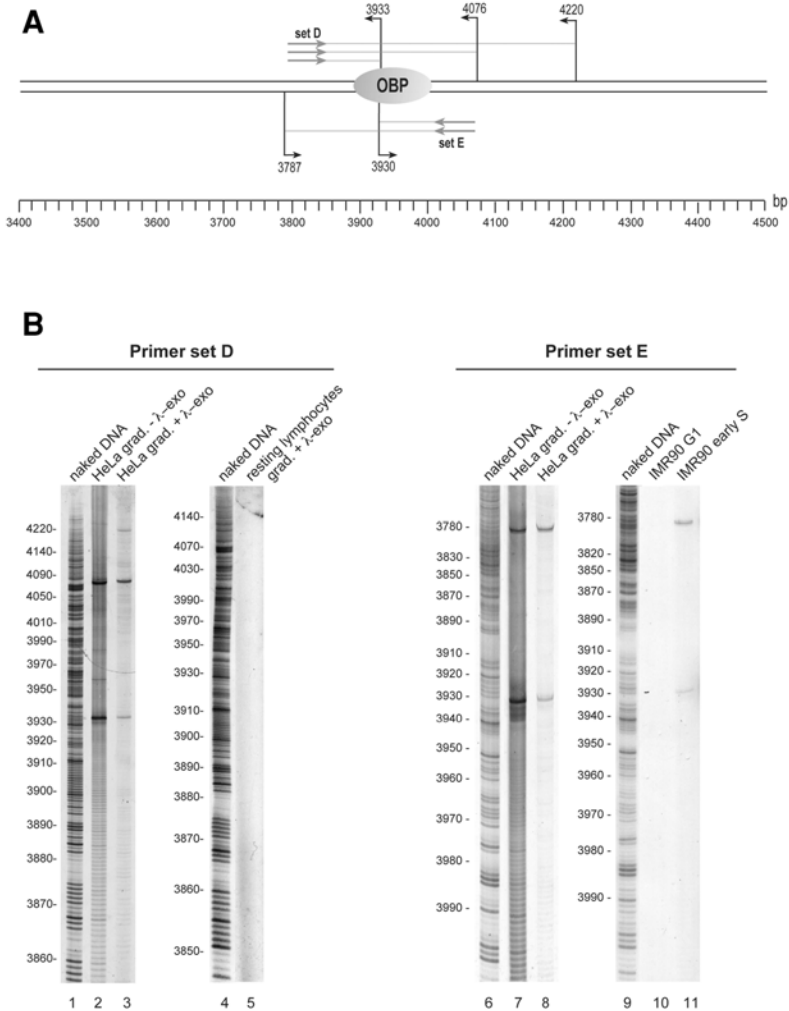 A
3933
4076
4220
set D
OBP
set E
3787
3930
bp
3400 3500 3600 3700 3800 3900 4000 4100 4200 4300 4400 4500
B
Primer set D
Primer set E
naked DNA
HeLa grad. - λ-exo
HeLa grad. + λ-exo
naked DNA
resting lymphocytes
grad. + λ-exo
naked DNA
HeLa grad. - λ-exo
HeLa grad. + λ-exo
naked DNA
IMR90 G1
IMR90 early S
4220-
4140-
4090-
4050-
4010-
3990-
3970-
3950-
3930-
3920-
3910-
3900-
3890-
3880-
3870-
3860-
4140-
4070-
4030-
3990-
3970-
3950-
3930-
3910-
3900-
3890-
3880-
3870-
3860-
3850-
3780 -
3830 -
3850 -
3870 -
3890 -
3910 -
3920 -
3930 -
3940 -
3950 -
3960 -
3970 -
3980 -
3990 -
3780 -
3820 -
3850 -
3870 -
3890 -
3910 -
3920 -
3930 -
3940 -
3950 -
3960 -
3970 -
3980 -
3990 -
1 2 3 4 5 6 7 8 9 10 11